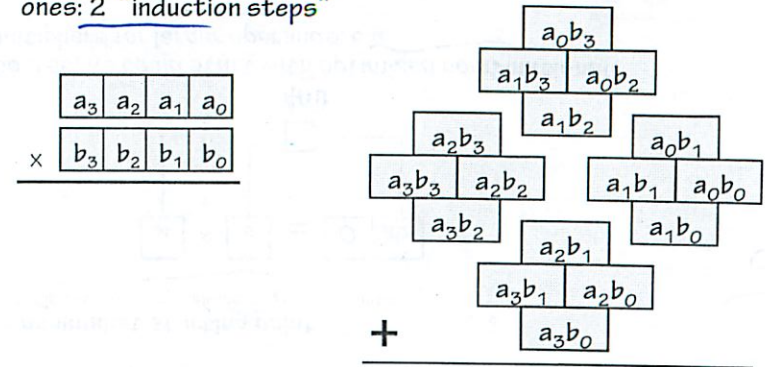 ones: 2 "induction steps"
a₃ a₂ a₁ a₀
x b₃ b₂ b₁ b₀
a₀b₃
a₁b₃ a₀b₂
a₁b₂
a₂b₃
a₃b₃ a₂b₂
a₃b₂
a₀b₁
a₁b₁ a₀b₀
a₁b₀
a₂b₁
a₃b₁ a₂b₀
a₃b₀
+